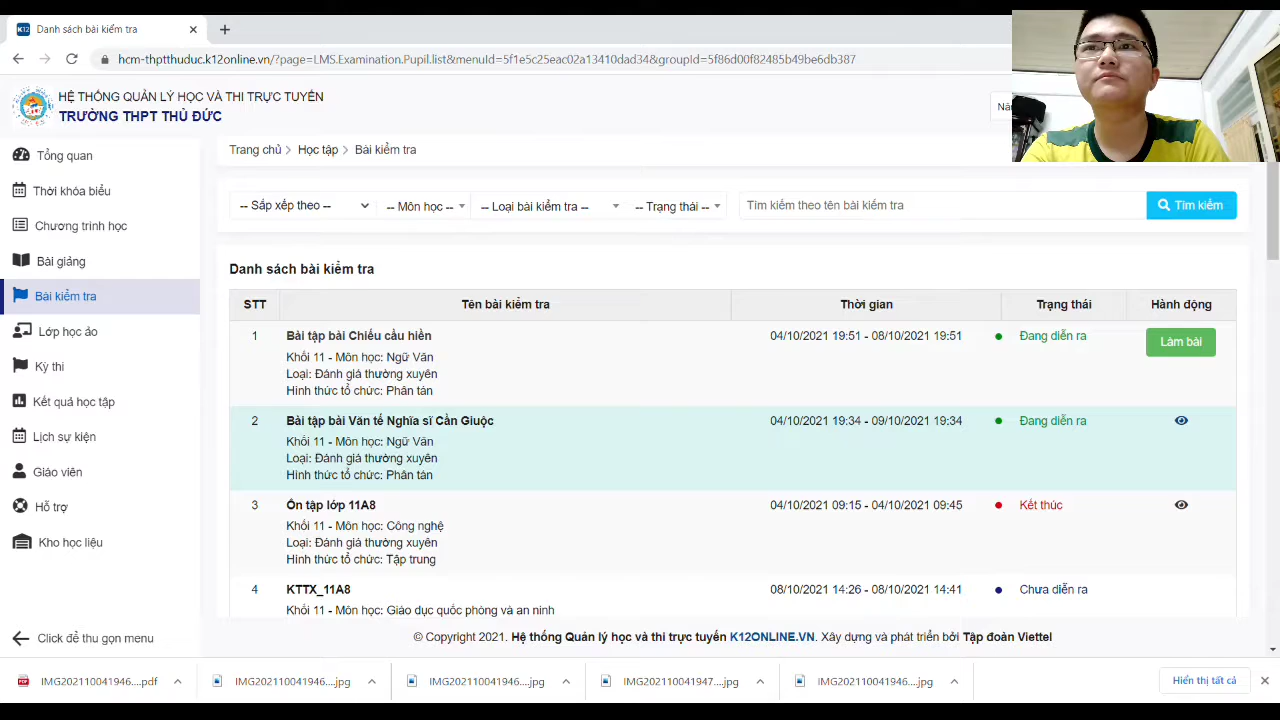 K12 Danh sách bài kiểm tra
hcm-thptthuduc.k12online.vn/?page=LMS.Examination.Pupil.list&menuId=5f1e5c25eac02a13410dad34&groupId=5f86d00f82485b49be6db387
HỆ THỐNG QUẢN LÝ HỌC VÀ THI TRỰC TUYẾN
TRƯỜNG THPT THỦ ĐỨC
Tổng quan
Thời khóa biểu
Chương trình học
Bài giảng
Bài kiểm tra
Lớp học ảo
Kỳ thi
Kết quả học tập
Lịch sự kiện
Giáo viên
Hỗ trợ
Kho học liệu
Click để thu gọn menu
Trang chủ > Học tập > Bài kiểm tra
-- Sắp xếp theo -- -- Môn học -- -- Loại bài kiểm tra -- -- Trạng thái -- Tìm kiếm theo tên bài kiểm tra Tìm kiếm
Danh sách bài kiểm tra
STT Tên bài kiểm tra Thời gian Trạng thái Hành động
1 Bài tập bài Chiếu cầu hiền 04/10/2021 19:51 - 08/10/2021 19:51 Đang diễn ra Làm bài
Khối 11 - Môn học: Ngữ Văn
Loại: Đánh giá thường xuyên
Hình thức tổ chức: Phân tán
2 Bài tập bài Văn tế Nghĩa sĩ Cần Giuộc 04/10/2021 19:34 - 09/10/2021 19:34 Đang diễn ra
Khối 11 - Môn học: Ngữ Văn
Loại: Đánh giá thường xuyên
Hình thức tổ chức: Phân tán
3 Ôn tập lớp 11A8 04/10/2021 09:15 - 04/10/2021 09:45 Kết thúc
Khối 11 - Môn học: Công nghệ
Loại: Đánh giá thường xuyên
Hình thức tổ chức: Tập trung
4 KTTX_11A8 08/10/2021 14:26 - 08/10/2021 14:41 Chưa diễn ra
Khối 11 - Môn học: Giáo dục quốc phòng và an ninh
© Copyright 2021. Hệ thống Quản lý học và thi trực tuyến K12ONLINE.VN. Xây dựng và phát triển bởi Tập đoàn Viettel
IMG202110041946....pdf IMG202110041946....jpg IMG202110041946....jpg IMG202110041947....jpg IMG202110041946....jpg Hiển thị tất cả